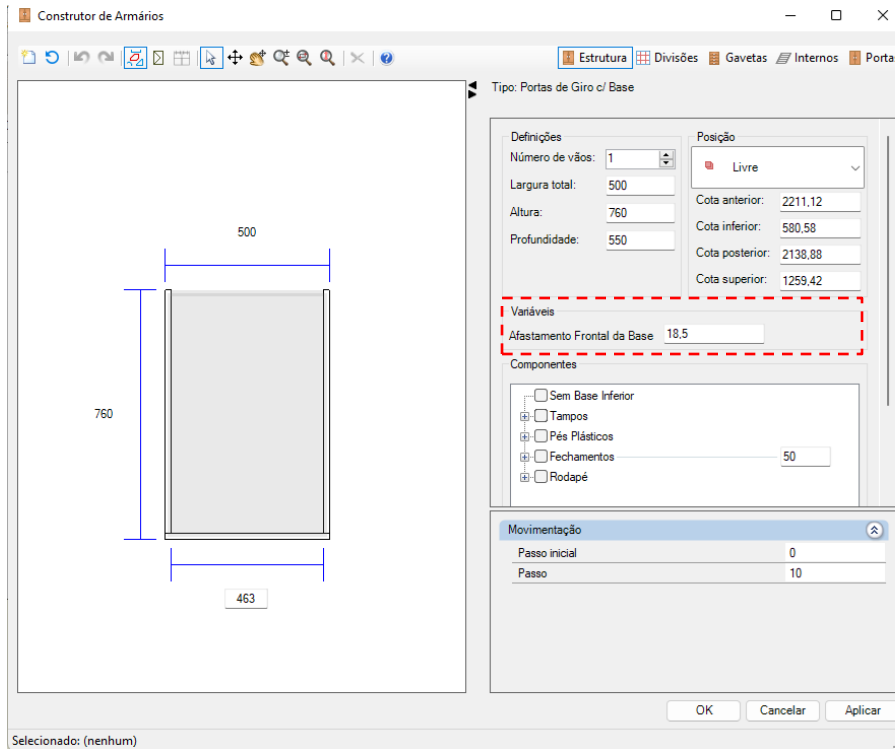 Construtor de Armários
Estrutura Divisões Gavetas Internos Porta
Tipo: Portas de Giro c/ Base
Definições
Número de vãos: 1
Largura total: 500
Altura: 760
Profundidade: 550
Posição
Livre
Cota anterior: 2211,12
Cota inferior: 580,58
Cota posterior: 2138,88
Cota superior: 1259,42
500
760
463
Variáveis
Afastamento Frontal da Base 18,5
Componentes
Sem Base Inferior
Tampos
Pés Plásticos
Fechamentos 50
Rodapé
Movimentação
Passo inicial 0
Passo 10
OK Cancelar Aplicar
Selecionado: (nenhum)